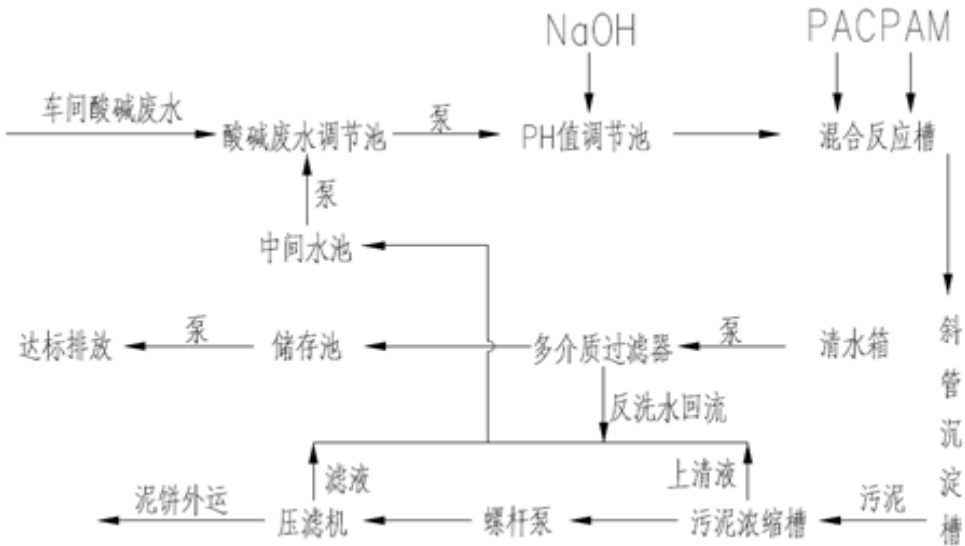 NaOH
PACPAM
车间酸碱废水
酸碱废水调节池
泵
PH值调节池
混合反应槽
泵
中间水池
达标排放
泵
储存池
多介质过滤器
泵
清水箱
斜管沉淀槽
反洗水回流
滤液
上清液
泥饼外运
压滤机
螺杆泵
污泥浓缩槽
污泥